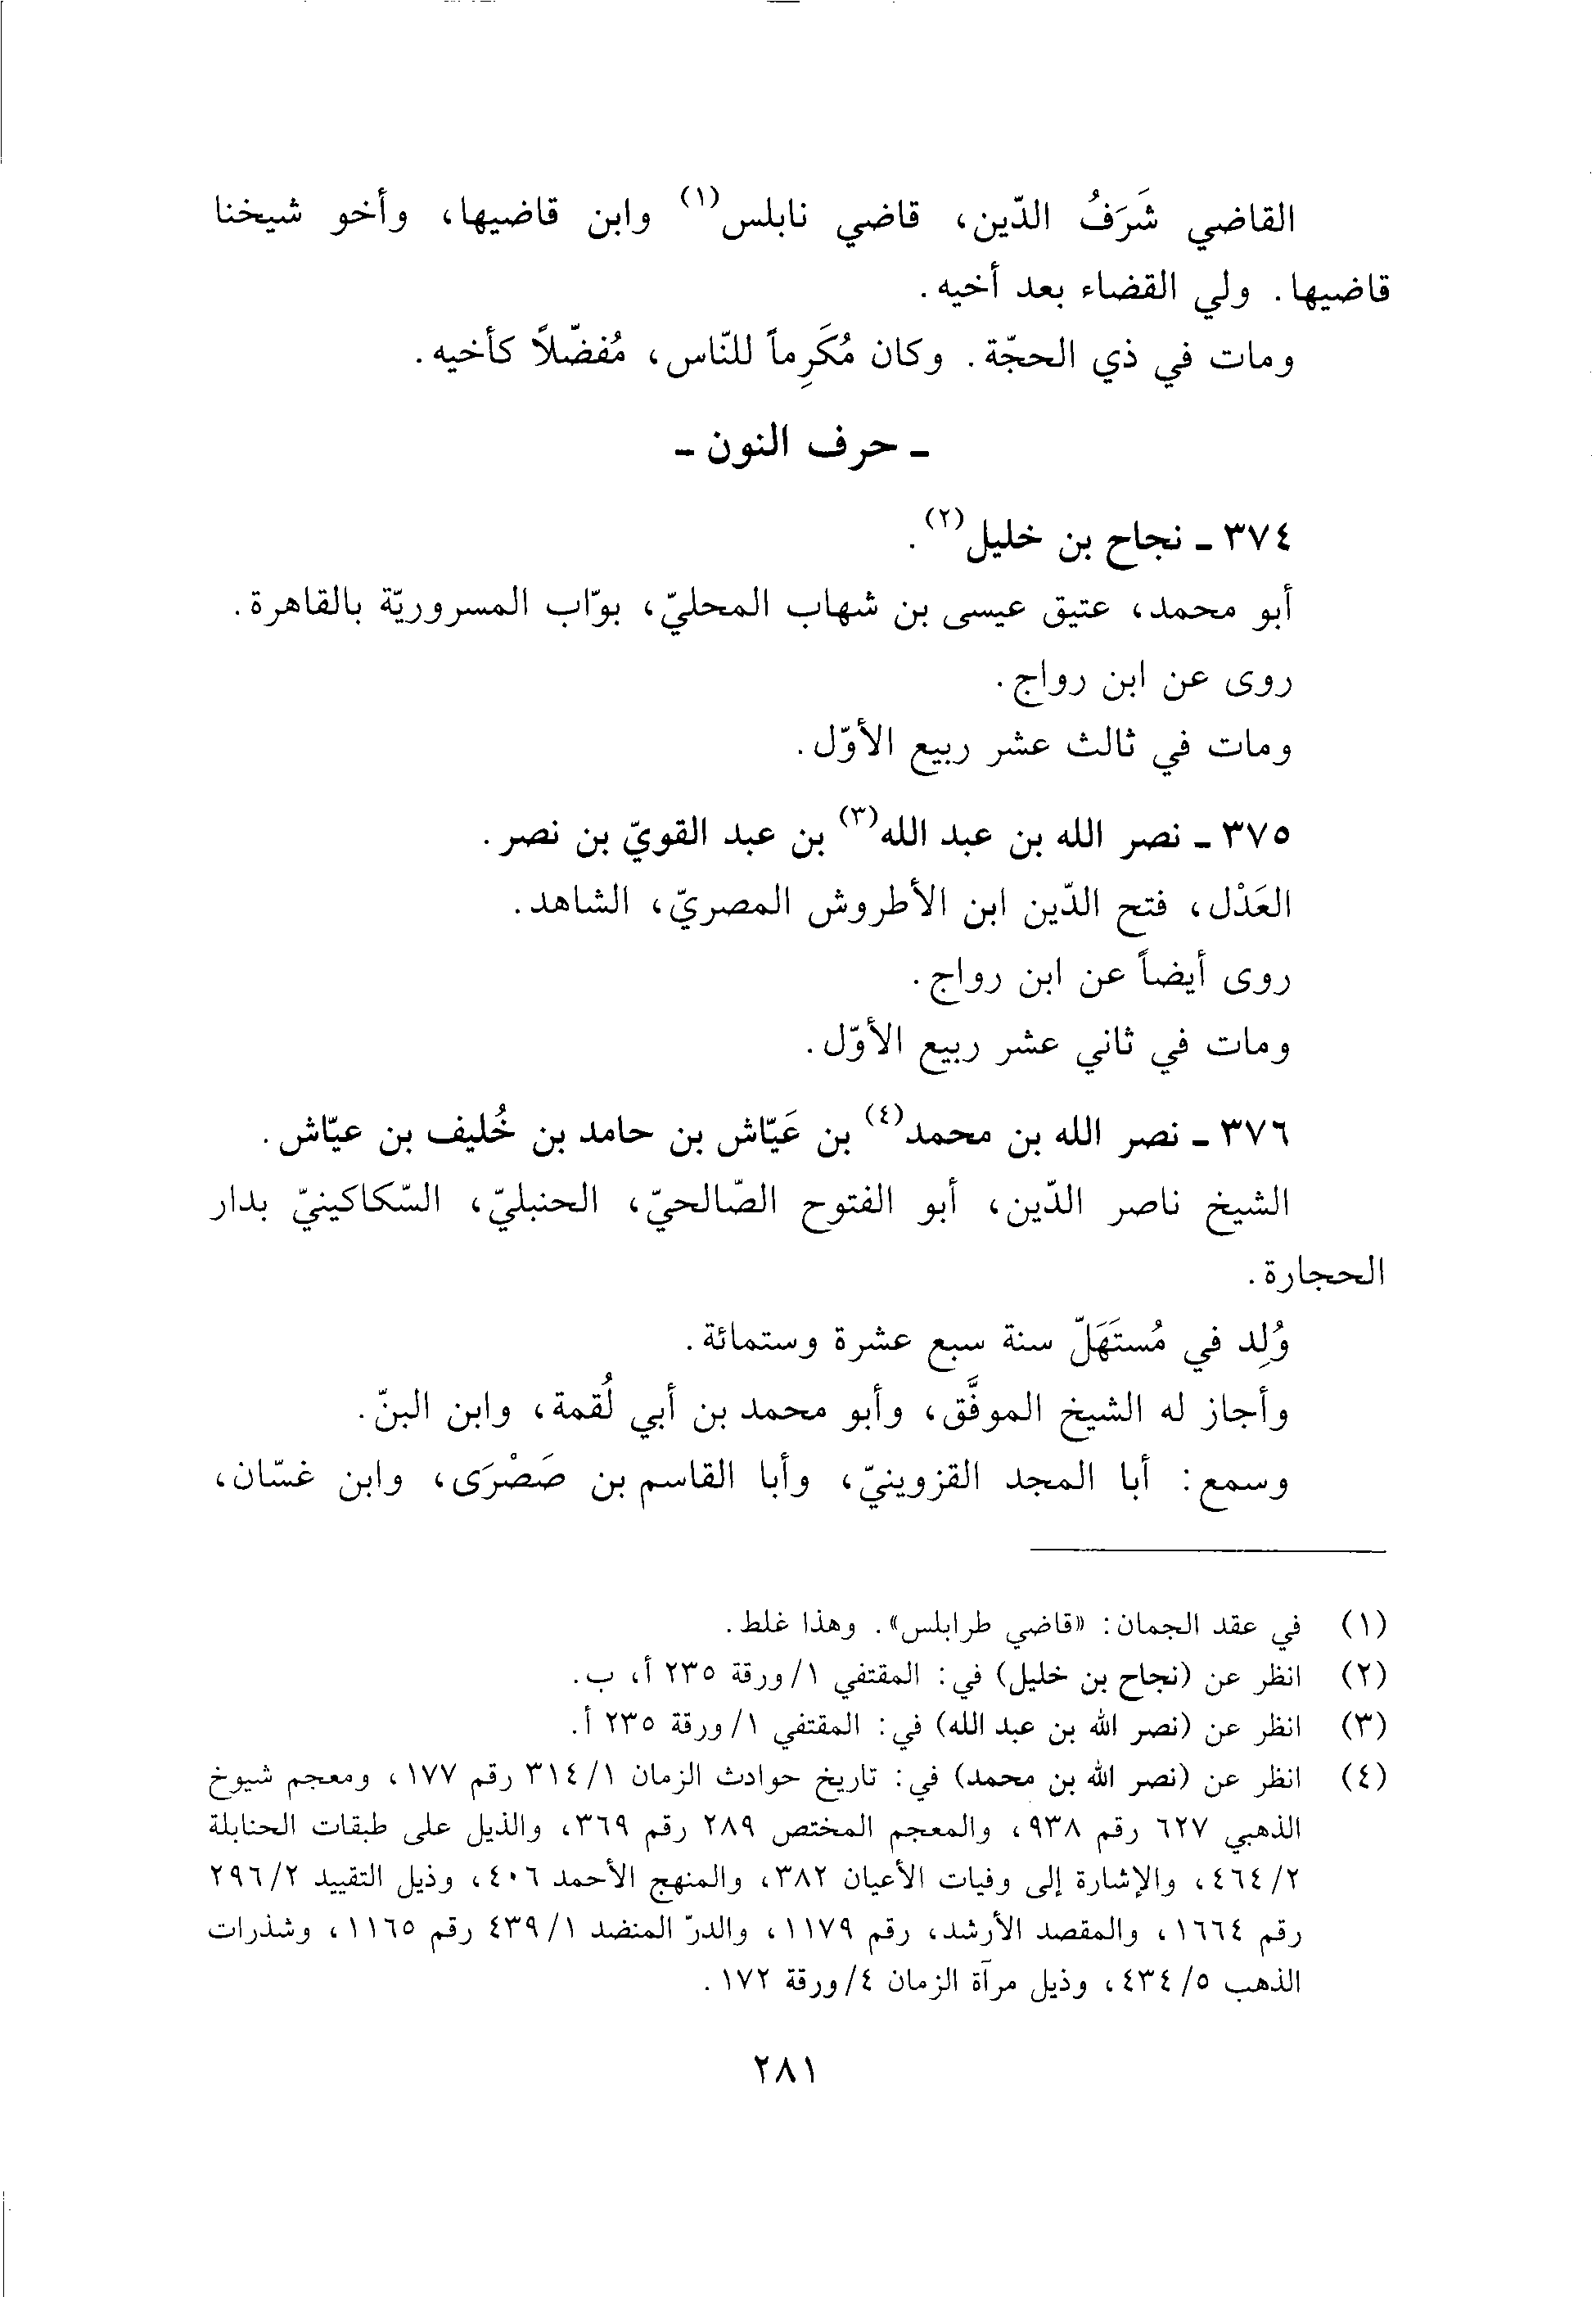 القاضي شَرَفُ الدّين، قاضي نابلس(١) وابن قاضيها، وأخو شيخنا
قاضيها. ولي القضاء بعد أخيه.
ومات في ذي الحجّة. وكان مُكَرِماً للنّاس، مُفضّلاً كأخيه.
ـ حرف النون ـ
٣٧٤ ـ نجاح بن خليل(٢).
أبو محمد، عتيق عيسى بن شهاب المحليّ، بوّاب المسروريّة بالقاهرة.
روى عن ابن رواج.
ومات في ثالث عشر ربيع الأوّل.
٣٧٥ ـ نصر الله بن عبد الله(٣) بن عبد القويّ بن نصر.
العَدْل، فتح الدّين ابن الأطروش المصريّ، الشاهد.
روى أيضاً عن ابن رواج.
ومات في ثاني عشر ربيع الأوّل.
٣٧٦ ـ نصر الله بن محمد(٤) بن عَيّاش بن حامد بن خُليف بن عيّاش.
الشيخ ناصر الدّين، أبو الفتوح الصّالحيّ، الحنبليّ، السّكاكينيّ بدار
الحجارة.
وُلِد في مُستَهَلّ سنة سبع عشرة وستمائة.
وأجاز له الشيخ الموفَّق، وأبو محمد بن أبي لُقمة، وابن البنّ.
وسمع: أبا المجد القزوينيّ، وأبا القاسم بن صَصْرَى، وابن غسّان،
(١) في عقد الجمان: «قاضي طرابلس». وهذا غلط.
(٢) انظر عن (نجاح بن خليل) في: المقتفي ١/ورقة ٢٣٥ أ، ب.
(٣) انظر عن (نصر الله بن عبد الله) في: المقتفي ١/ورقة ٢٣٥ أ.
(٤) انظر عن (نصر الله بن محمد) في: تاريخ حوادث الزمان ٣١٤/١ رقم ١٧٧، ومعجم شيوخ
الذهبي ٦٢٧ رقم ٩٣٨، والمعجم المختص ٢٨٩ رقم ٣٦٩، والذيل على طبقات الحنابلة
٤٦٤/٢، والإشارة إلى وفيات الأعيان ٣٨٢، والمنهج الأحمد ٤٠٦، وذيل التقييد ٢٩٦/٢
رقم ١٦٦٤، والمقصد الأرشد، رقم ١١٧٩، والدرّ المنضد ٤٣٩/١ رقم ١١٦٥، وشذرات
الذهب ٤٣٤/٥، وذيل مرآة الزمان ٤/ورقة ١٧٢.
٢٨١